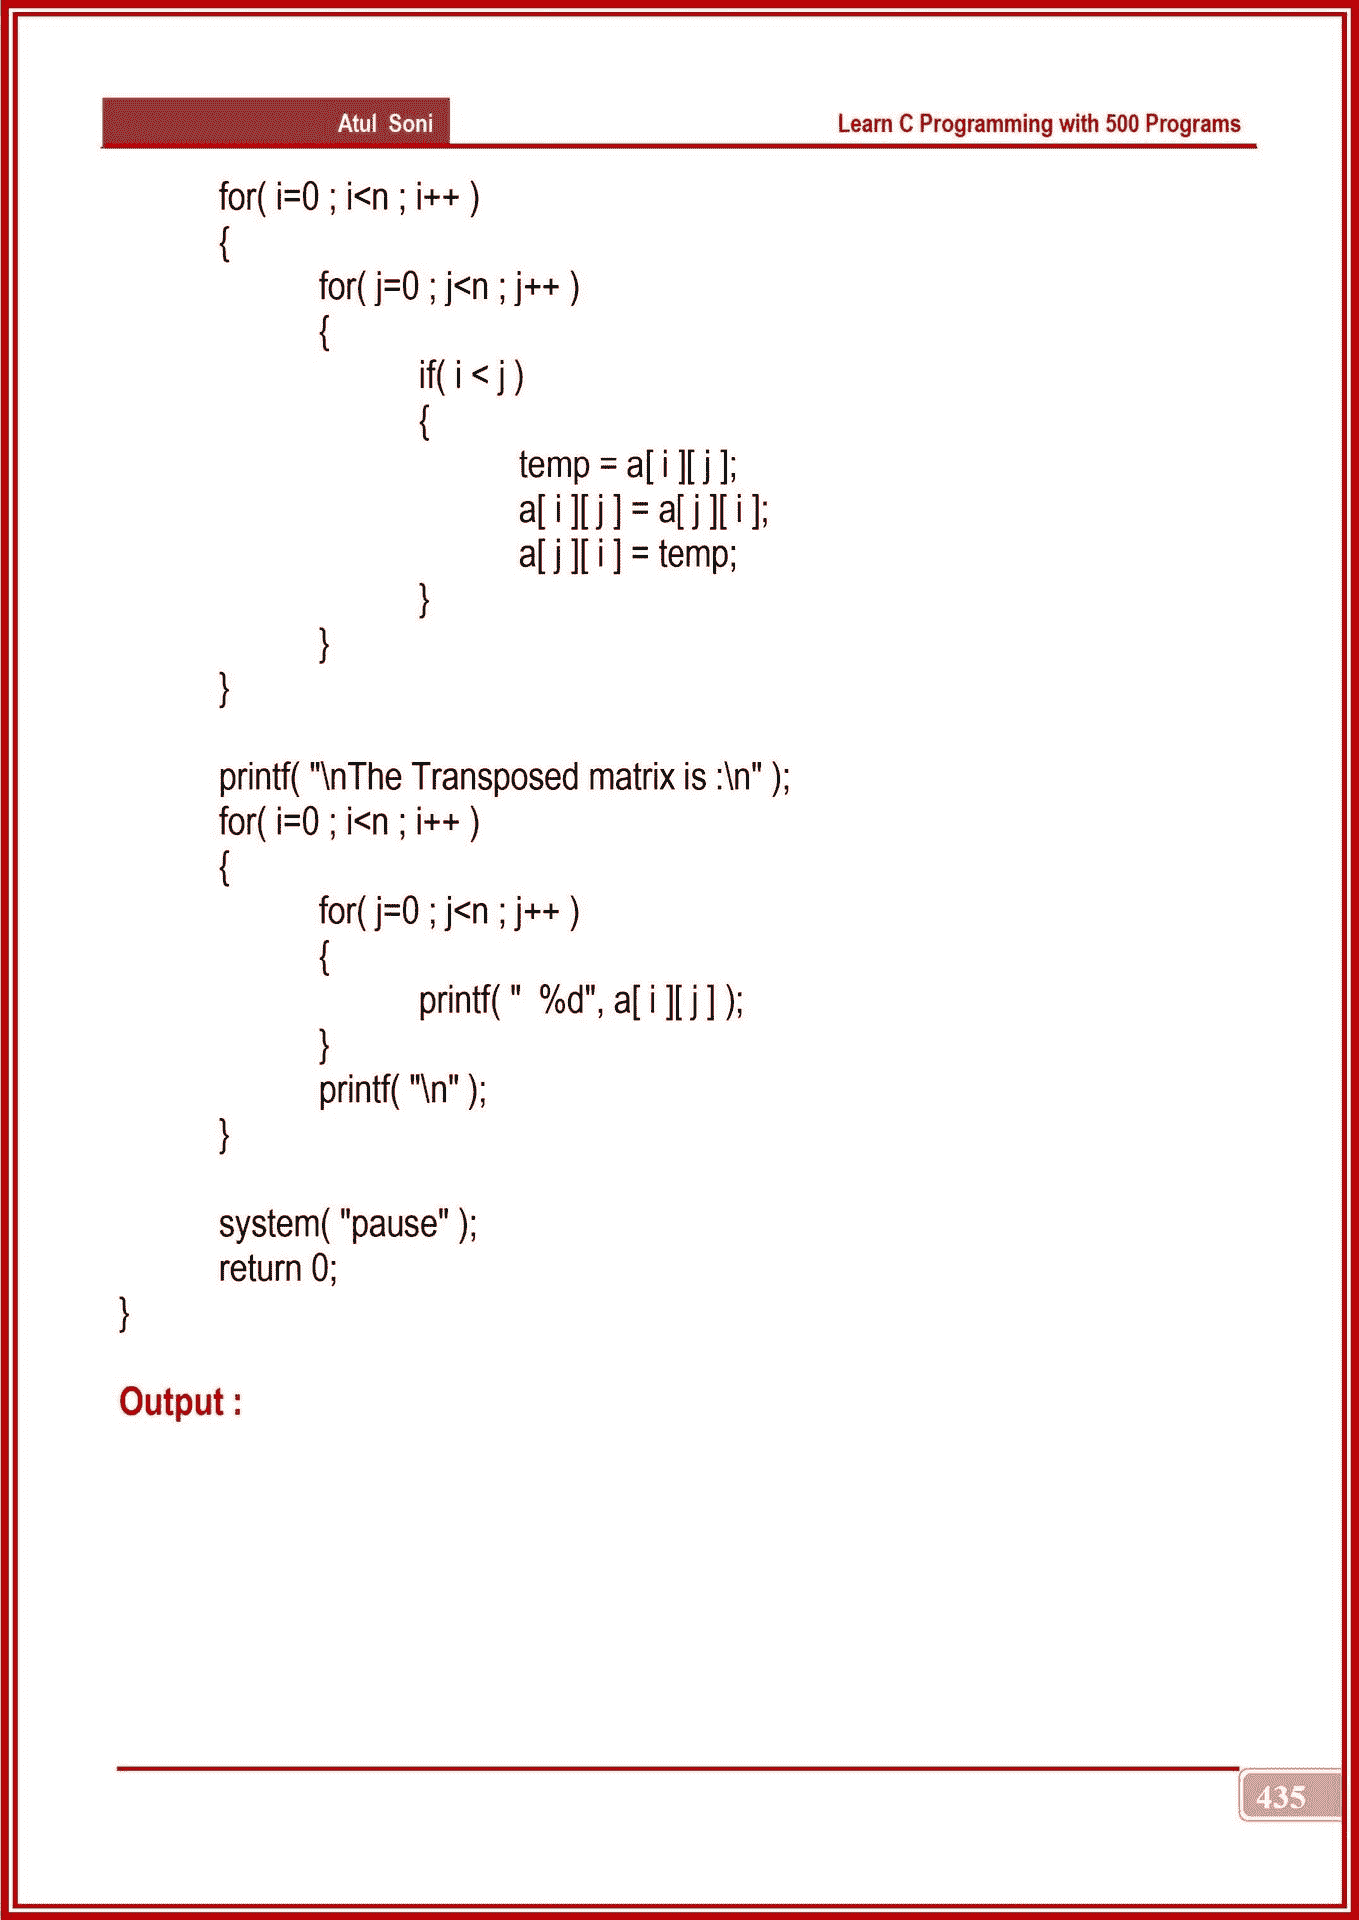 Atul Soni
Learn C Programming with 500 Programs
for( i=0 ; i<n ; i++ )
{
for( j=0 ; j<n ; j++ )
{
if( i < j )
{
temp = a[ i ][ j ];
a[ i ][ j ] = a[ j ][ i ];
a[ j ][ i ] = temp;
}
}
}
printf( "\nThe Transposed matrix is :\n" );
for( i=0 ; i<n ; i++ )
{
for( j=0 ; j<n ; j++ )
{
printf( "  %d", a[ i ][ j ] );
}
printf( "\n" );
}
system( "pause" );
return 0;
}
Output :
435